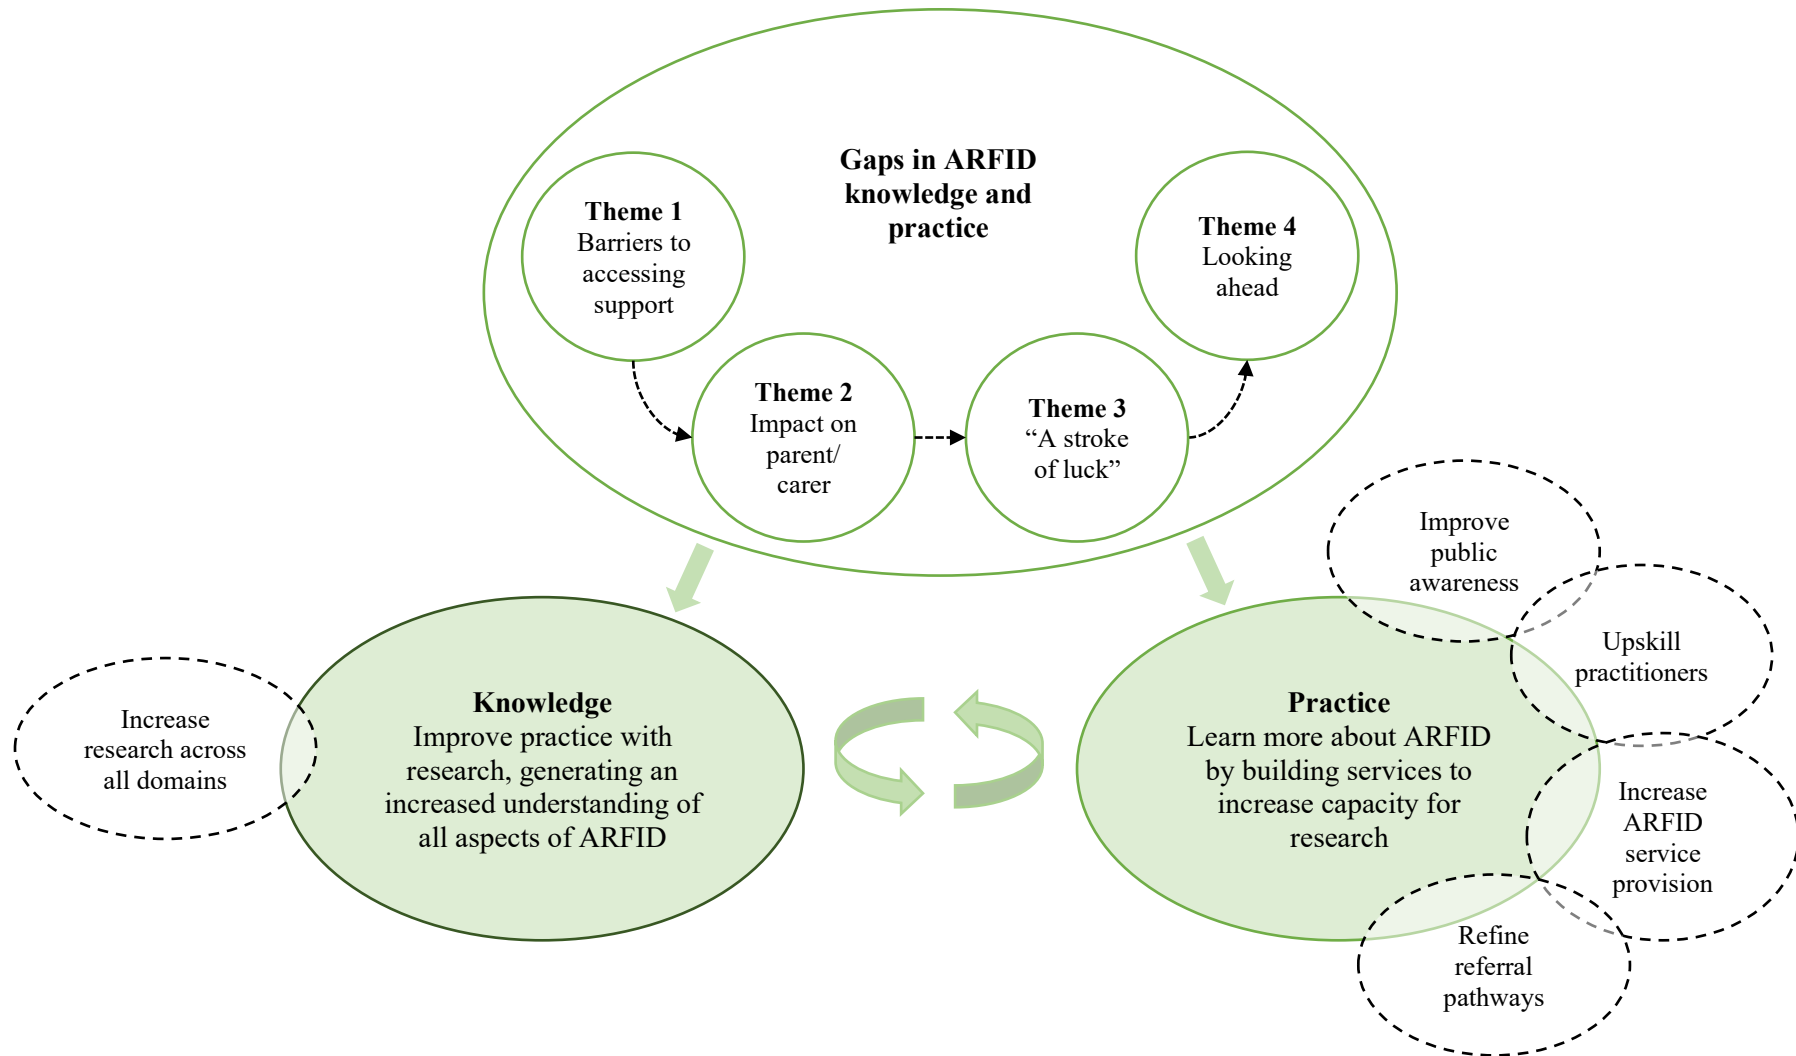 Gaps in ARFID
knowledge and
practice
Theme 1
Barriers to
accessing
support
Theme 2
Impact on
parent/
carer
Theme 3
“A stroke
of luck”
Theme 4
Looking
ahead
Increase
research across
all domains
Knowledge
Improve practice with
research, generating an
increased understanding of
all aspects of ARFID
Practice
Learn more about ARFID
by building services to
increase capacity for
research
Improve
public
awareness
Upskill
practitioners
Increase
ARFID
service
provision
Refine
referral
pathways